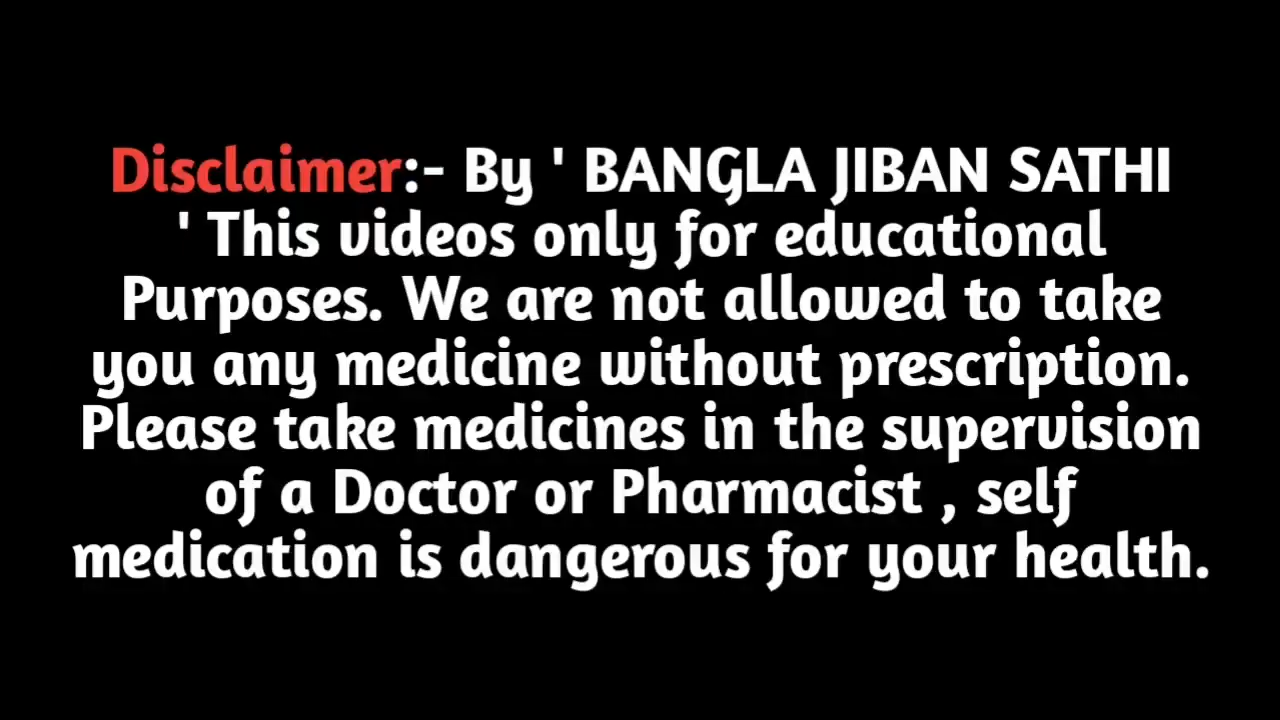 Disclaimer:- By ' BANGLA JIBAN SATHI
' This videos only for educational
Purposes. We are not allowed to take
you any medicine without prescription.
Please take medicines in the supervision
of a Doctor or Pharmacist , self
medication is dangerous for your health.